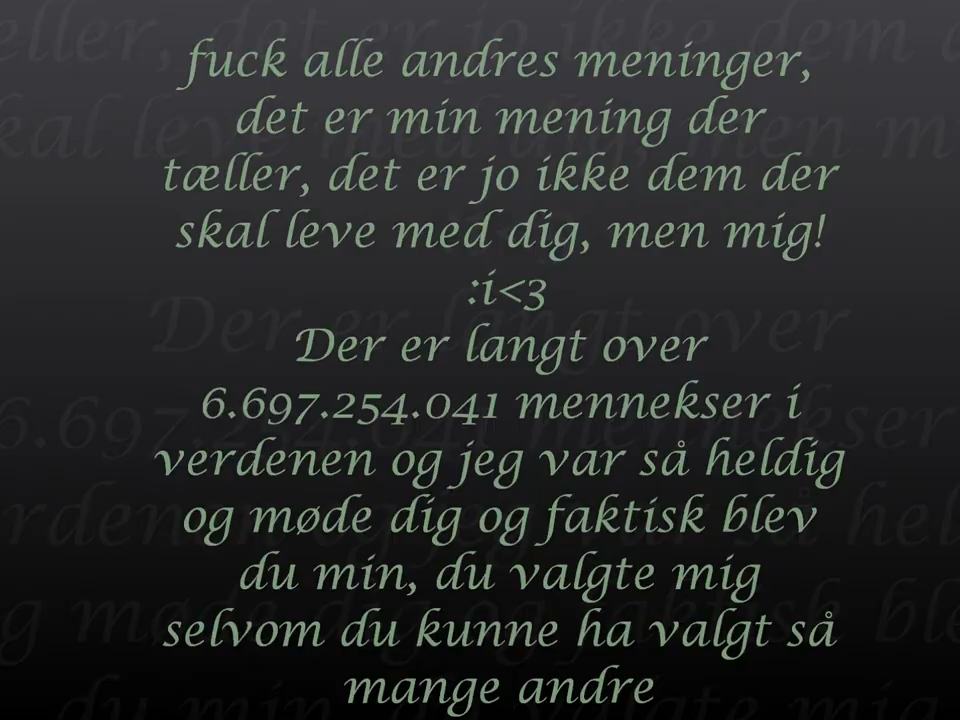 fuck alle andres meninger,
det er min mening der
tæller, det er jo ikke dem der
skal leve med dig, men mig!
:i<3
Der er langt over
6.697.254.041 mennekser i
verdenen og jeg var så heldig
og møde dig og faktisk blev
du min, du valgte mig
selvom du kunne ha valgt så
mange andre